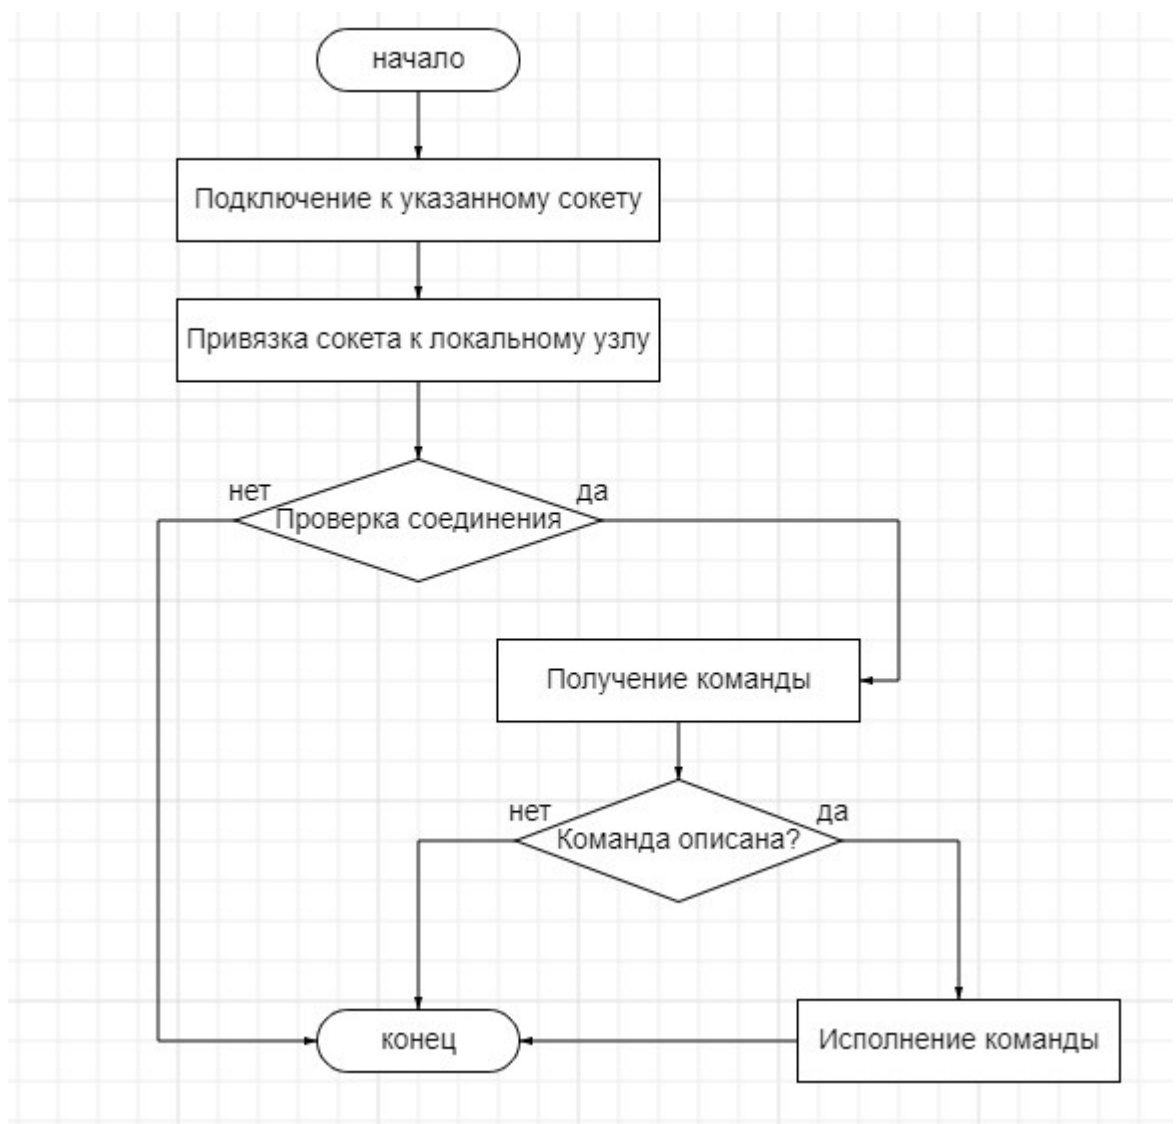 начало
Подключение к указанному сокету
Привязка сокета к локальному узлу
нет
да
Проверка соединения
Получение команды
нет
да
Команда описана?
конец
Исполнение команды